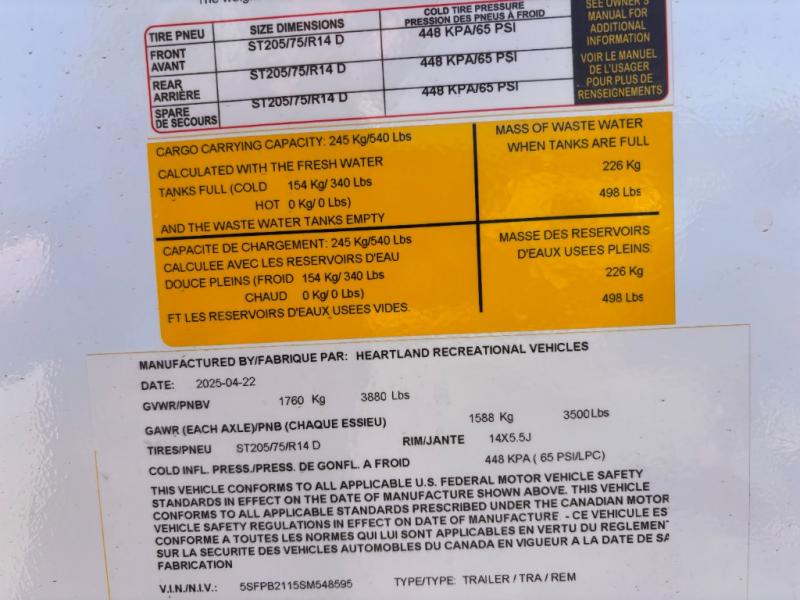 TIRE PNEU SIZE DIMENSIONS COLD TIRE PRESSURE
PRESSION DES PNEUS À FROID
FRONT
AVANT ST205/75/R14 D 448 KPA/65 PSI
REAR
ARRIÈRE ST205/75/R14 D 448 KPA/65 PSI
SPARE
DE SECOURS ST205/75/R14 D 448 KPA/65 PSI
SEE OWNER'S
MANUAL FOR
ADDITIONAL
INFORMATION
VOIR LE MANUEL
DE L'USAGER
POUR PLUS DE
RENSEIGNEMENTS
CARGO CARRYING CAPACITY: 245 Kg/540 Lbs
CALCULATED WITH THE FRESH WATER
TANKS FULL (COLD 154 Kg/ 340 Lbs
HOT 0 Kg/ 0 Lbs)
AND THE WASTE WATER TANKS EMPTY
MASS OF WASTE WATER
WHEN TANKS ARE FULL
226 Kg
498 Lbs
CAPACITE DE CHARGEMENT: 245 Kg/540 Lbs
CALCULEE AVEC LES RESERVOIRS D'EAU
DOUCE PLEINS (FROID 154 Kg/ 340 Lbs
CHAUD 0 Kg/ 0 Lbs)
ET LES RESERVOIRS D'EAUX USEES VIDES.
MASSE DES RESERVOIRS
D'EAUX USEES PLEINS:
226 Kg
498 Lbs
MANUFACTURED BY/FABRIQUE PAR: HEARTLAND RECREATIONAL VEHICLES
DATE: 2025-04-22
GVWR/PNBV 1760 Kg 3880 Lbs
GAWR (EACH AXLE)/PNB (CHAQUE ESSIEU) 1588 Kg 3500Lbs
TIRES/PNEU ST205/75/R14 D RIM/JANTE 14X5.5J
COLD INFL. PRESS./PRESS. DE GONFL. A FROID 448 KPA ( 65 PSI/LPC)
THIS VEHICLE CONFORMS TO ALL APPLICABLE U.S. FEDERAL MOTOR VEHICLE SAFETY
STANDARDS IN EFFECT ON THE DATE OF MANUFACTURE SHOWN ABOVE. THIS VEHICLE
CONFORMS TO ALL APPLICABLE STANDARDS PRESCRIBED UNDER THE CANADIAN MOTOR
VEHICLE SAFETY REGULATIONS IN EFFECT ON DATE OF MANUFACTURE - CE VEHICULE ES
CONFORME A TOUTES LES NORMES QUI LUI SONT APPLICABLES EN VERTU DU REGLEMENT
SUR LA SECURITE DES VEHICLES AUTOMOBILES DU CANADA EN VIGUEUR A LA DATE DE SA
FABRICATION
V.I.N./N.I.V.: 5SFPB2115SM548595 TYPE/TYPE: TRAILER / TRA / REM